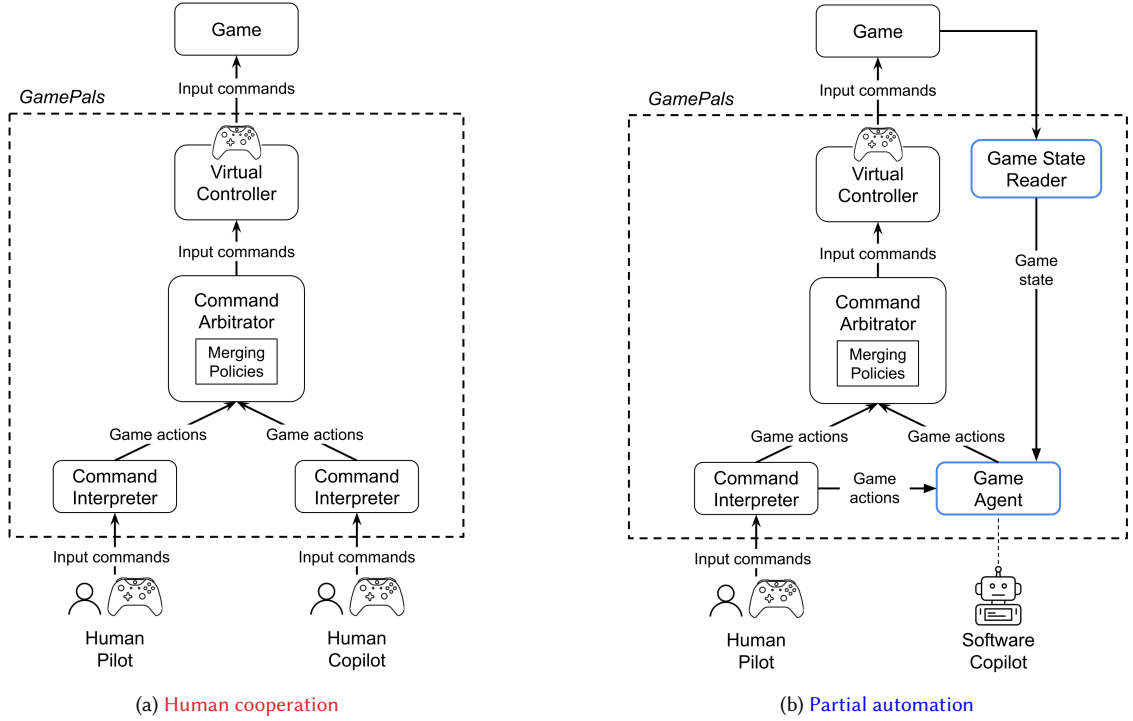 Game
Input commands
GamePals
Virtual
Controller
Input commands
Command
Arbitrator
Merging
Policies
Game actions
Game actions
Command
Interpreter
Command
Interpreter
Input commands
Input commands
Human
Pilot
Human
Copilot
(a) Human cooperation
Game
Input commands
GamePals
Virtual
Controller
Game State
Reader
Input commands
Game
state
Command
Arbitrator
Merging
Policies
Game actions
Game actions
Command
Interpreter
Game
actions
Game
Agent
Input commands
Human
Pilot
Software
Copilot
(b) Partial automation